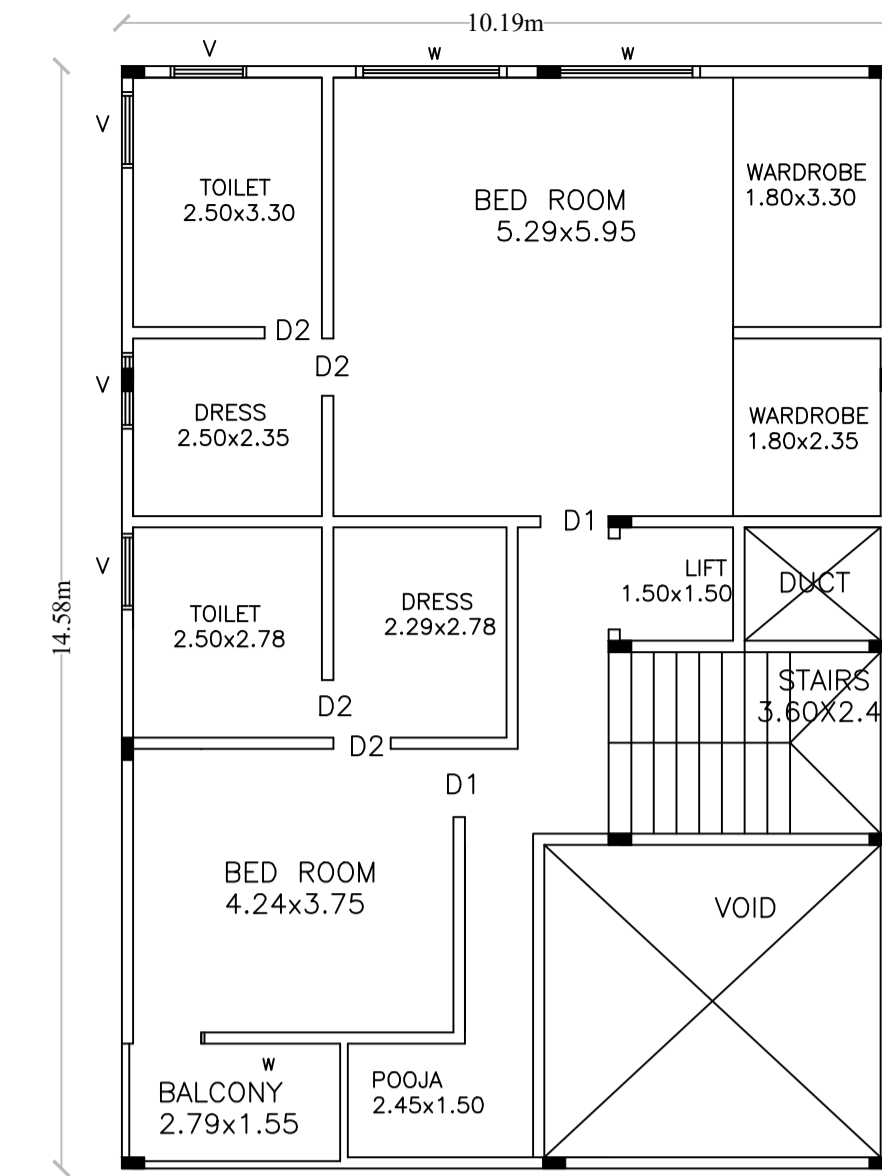 10.19m
V
w
w
V
TOILET
2.50x3.30
BED ROOM
5.29x5.95
WARDROBE
1.80x3.30
D2
D2
V
DRESS
2.50x2.35
WARDROBE
1.80x2.35
D1
V
LIFT
1.50x1.50
DUCT
TOILET
2.50x2.78
DRESS
2.29x2.78
14.58m
STAIRS
3.60X2.4
D2
D2
D1
BED ROOM
4.24x3.75
VOID
w
BALCONY
2.79x1.55
POOJA
2.45x1.50